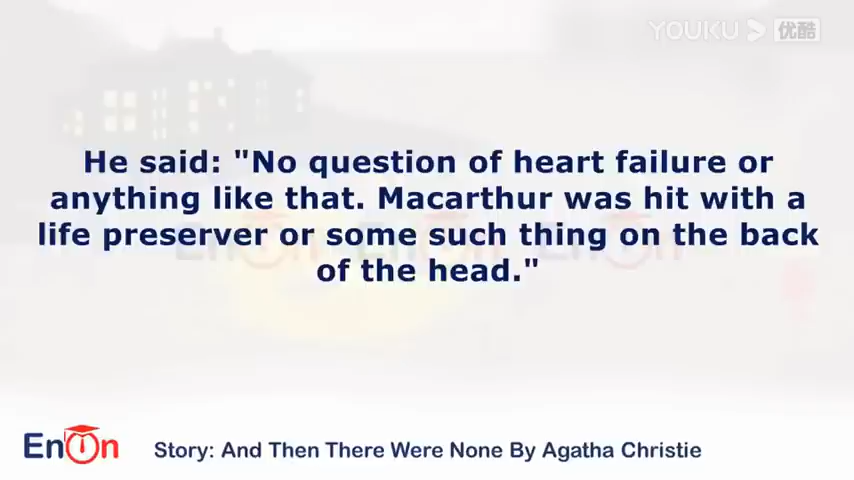 YOUKU 优酷
He said: "No question of heart failure or
anything like that. Macarthur was hit with a
life preserver or some such thing on the back
of the head."
EnOn
Story: And Then There Were None By Agatha Christie